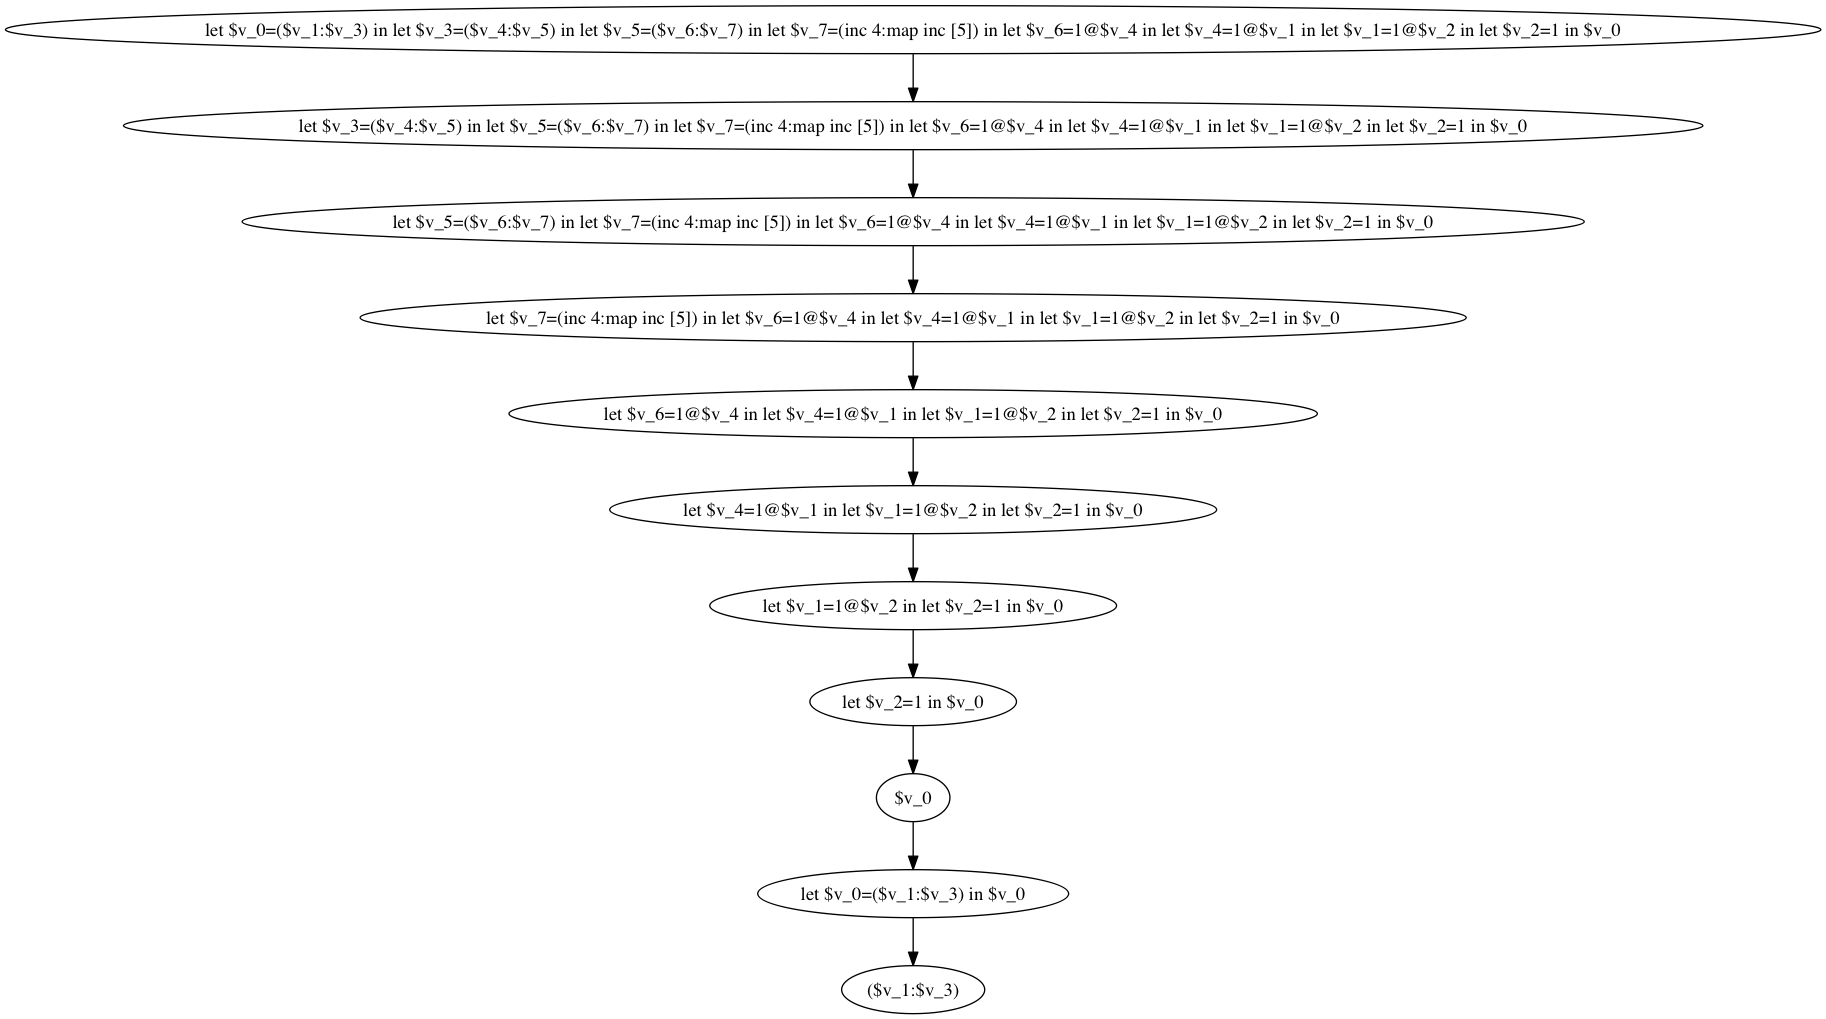 let $v_0=($v_1:$v_3) in let $v_3=($v_4:$v_5) in let $v_5=($v_6:$v_7) in let $v_7=(inc 4:map inc [5]) in let $v_6=1@$v_4 in let $v_4=1@$v_1 in let $v_1=1@$v_2 in let $v_2=1 in $v_0
let $v_3=($v_4:$v_5) in let $v_5=($v_6:$v_7) in let $v_7=(inc 4:map inc [5]) in let $v_6=1@$v_4 in let $v_4=1@$v_1 in let $v_1=1@$v_2 in let $v_2=1 in $v_0
let $v_5=($v_6:$v_7) in let $v_7=(inc 4:map inc [5]) in let $v_6=1@$v_4 in let $v_4=1@$v_1 in let $v_1=1@$v_2 in let $v_2=1 in $v_0
let $v_7=(inc 4:map inc [5]) in let $v_6=1@$v_4 in let $v_4=1@$v_1 in let $v_1=1@$v_2 in let $v_2=1 in $v_0
let $v_6=1@$v_4 in let $v_4=1@$v_1 in let $v_1=1@$v_2 in let $v_2=1 in $v_0
let $v_4=1@$v_1 in let $v_1=1@$v_2 in let $v_2=1 in $v_0
let $v_1=1@$v_2 in let $v_2=1 in $v_0
let $v_2=1 in $v_0
$v_0
let $v_0=($v_1:$v_3) in $v_0
($v_1:$v_3)